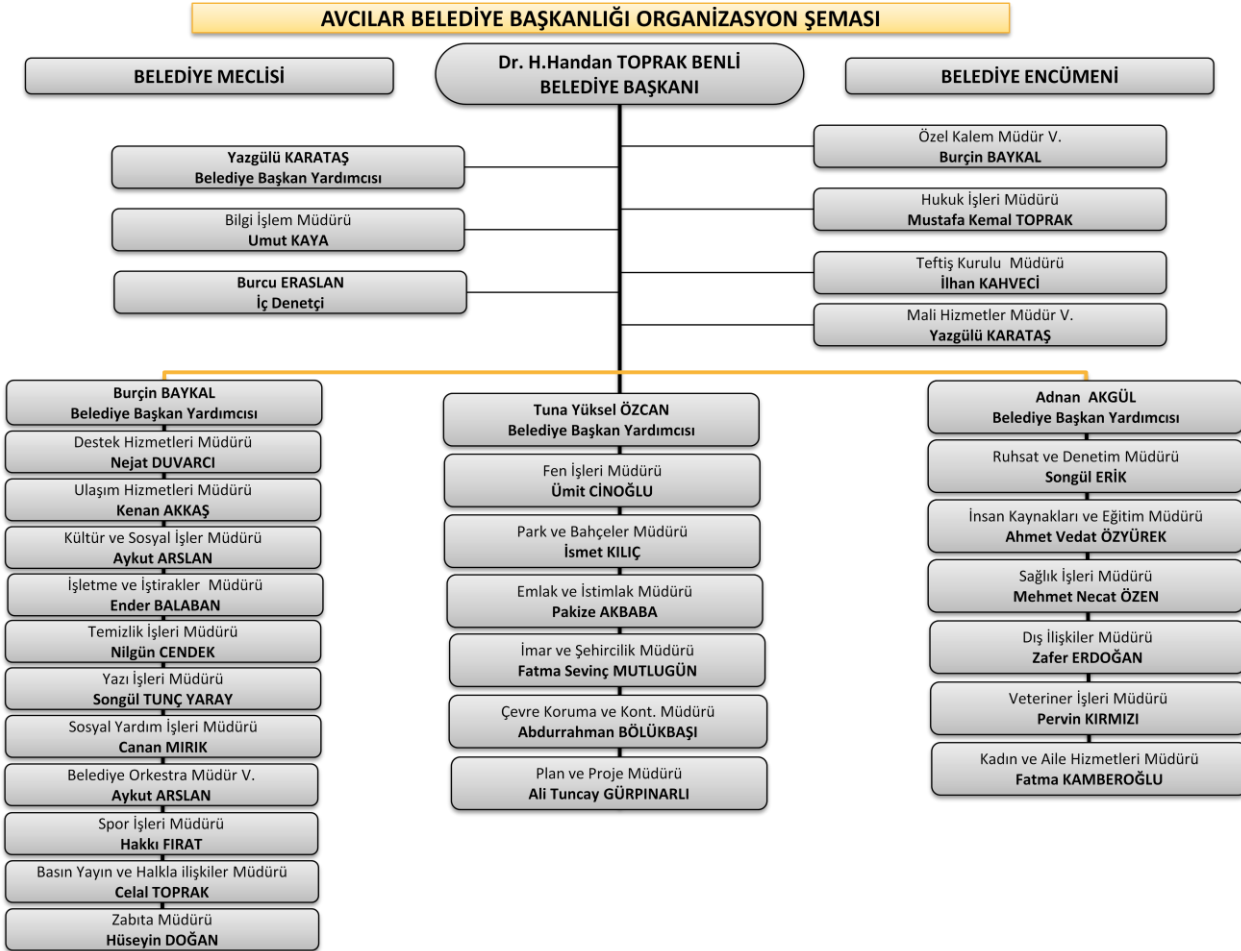 AVCILAR BELEDİYE BAŞKANLIĞI ORGANİZASYON ŞEMASI
BELEDİYE MECLİSİ
Dr. H.Handan TOPRAK BENLİ
BELEDİYE BAŞKANI
BELEDİYE ENCÜMENİ
Yazgülü KARATAŞ
Belediye Başkan Yardımcısı
Bilgi İşlem Müdürü
Umut KAYA
Burcu ERASLAN
İç Denetçi
Özel Kalem Müdür V.
Burçin BAYKAL
Hukuk İşleri Müdürü
Mustafa Kemal TOPRAK
Teftiş Kurulu Müdürü
İlhan KAHVECİ
Mali Hizmetler Müdür V.
Yazgülü KARATAŞ
Burçin BAYKAL
Belediye Başkan Yardımcısı
Destek Hizmetleri Müdürü
Nejat DUVARCI
Ulaşım Hizmetleri Müdürü
Kenan AKKAŞ
Kültür ve Sosyal İşler Müdürü
Aykut ARSLAN
İşletme ve İştirakler Müdürü
Ender BALABAN
Temizlik İşleri Müdürü
Nilgün CENDEK
Yazı İşleri Müdürü
Songül TUNÇ YARAY
Sosyal Yardım İşleri Müdürü
Canan MIRIK
Belediye Orkestra Müdür V.
Aykut ARSLAN
Spor İşleri Müdürü
Hakkı FIRAT
Basın Yayın ve Halkla ilişkiler Müdürü
Celal TOPRAK
Zabıta Müdürü
Hüseyin DOĞAN
Tuna Yüksel ÖZCAN
Belediye Başkan Yardımcısı
Fen İşleri Müdürü
Ümit CİNOĞLU
Park ve Bahçeler Müdürü
İsmet KILIÇ
Emlak ve İstimlak Müdürü
Pakize AKBABA
İmar ve Şehircilik Müdürü
Fatma Sevinç MUTLUGÜN
Çevre Koruma ve Kont. Müdürü
Abdurrahman BÖLÜKBAŞI
Plan ve Proje Müdürü
Ali Tuncay GÜRPINARLI
Adnan AKGÜL
Belediye Başkan Yardımcısı
Ruhsat ve Denetim Müdürü
Songül ERİK
İnsan Kaynakları ve Eğitim Müdürü
Ahmet Vedat ÖZYÜREK
Sağlık İşleri Müdürü
Mehmet Necat ÖZEN
Dış İlişkiler Müdürü
Zafer ERDOĞAN
Veteriner İşleri Müdürü
Pervin KIRMIZI
Kadın ve Aile Hizmetleri Müdürü
Fatma KAMBEROĞLU